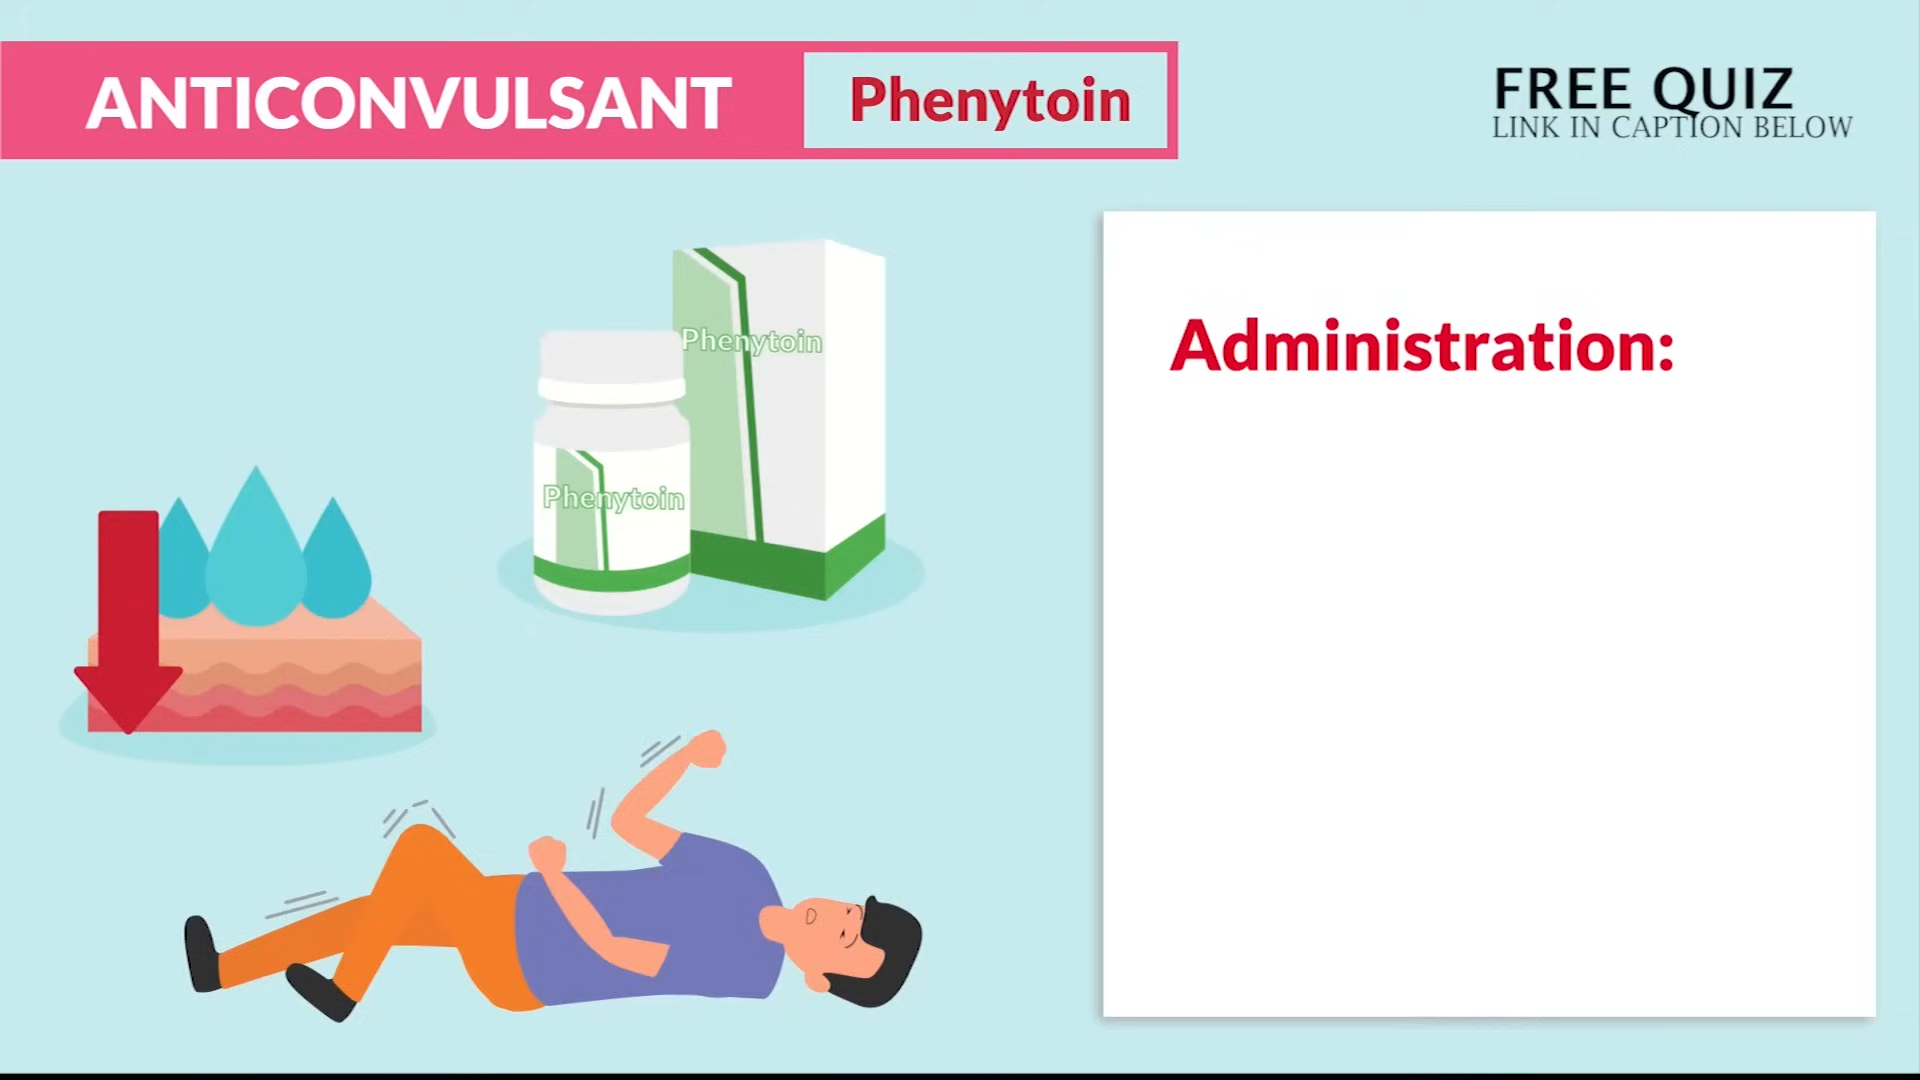 ANTICONVULSANT
Phenytoin
FREE QUIZ
LINK IN CAPTION BELOW
Phenytoin
Phenytoin
Administration: